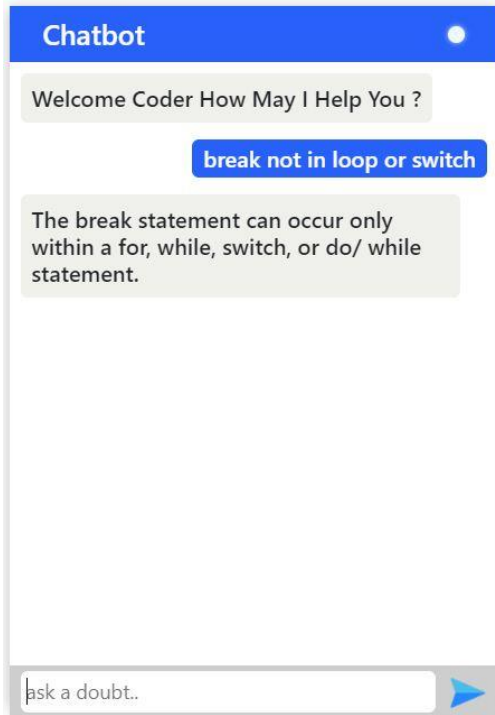 Chatbot
Welcome Coder How May I Help You ?
break not in loop or switch
The break statement can occur only
within a for, while, switch, or do/ while
statement.
ask a doubt..